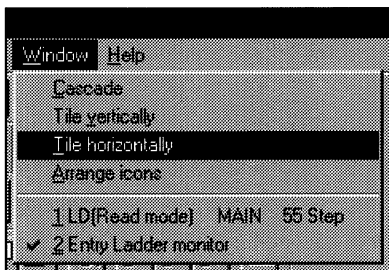 Window Help
Cascade
Tile vertically
Tile horizontally
Arrange icons
1 LD(Read mode) MAIN 55 Step
2 Entry Ladder monitor